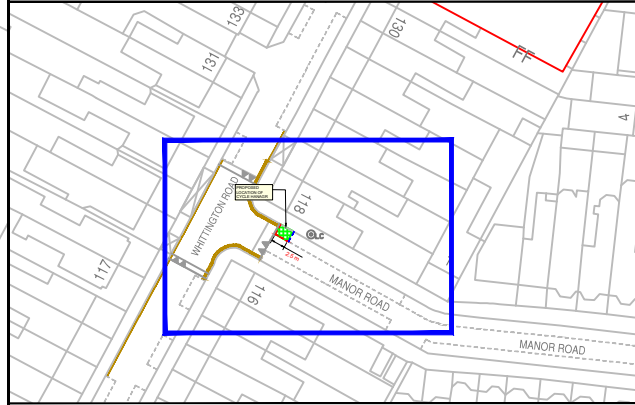 133
130
131
FF
4
PROPOSED
LOCATION OF
CYCLE HANGAR
WHITTINGTON ROAD
118
LC
2.5 m
117
116
MANOR ROAD
MANOR ROAD